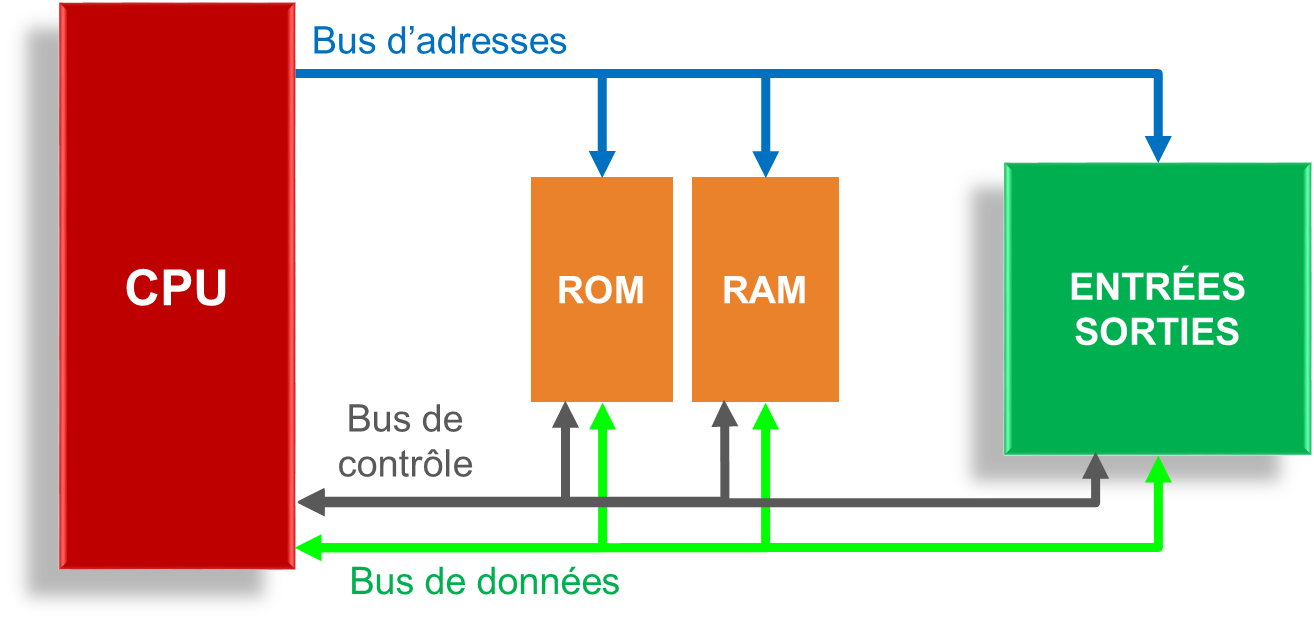 Bus d’adresses
CPU
ROM
RAM
ENTRÉES
SORTIES
Bus de
contrôle
Bus de données